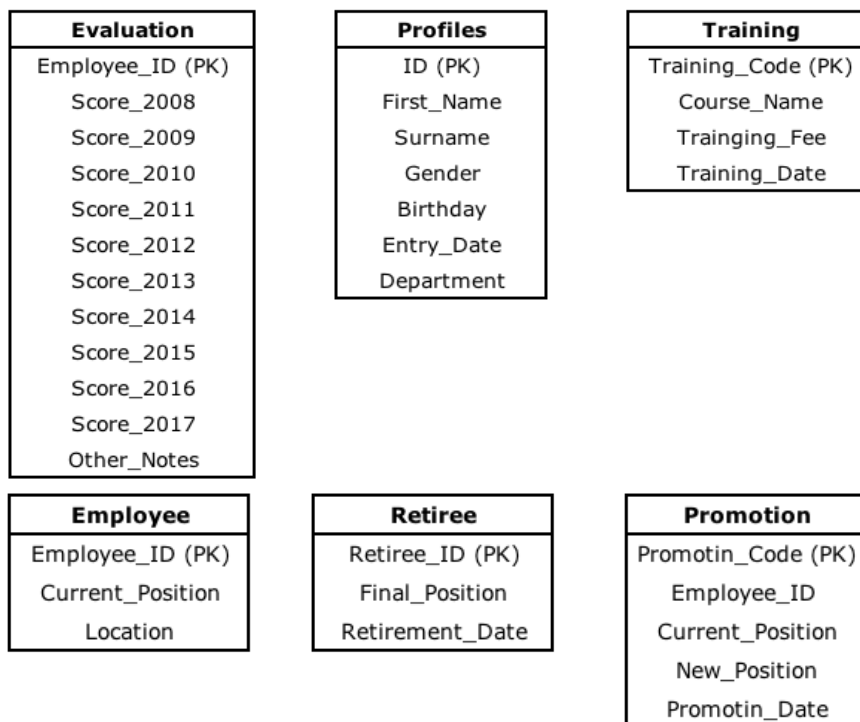 Evaluation
Employee_ID (PK)
Score_2008
Score_2009
Score_2010
Score_2011
Score_2012
Score_2013
Score_2014
Score_2015
Score_2016
Score_2017
Other_Notes
Profiles
ID (PK)
First_Name
Surname
Gender
Birthday
Entry_Date
Department
Training
Training_Code (PK)
Course_Name
Trainging_Fee
Training_Date
Employee
Employee_ID (PK)
Current_Position
Location
Retiree
Retiree_ID (PK)
Final_Position
Retirement_Date
Promotion
Promotin_Code (PK)
Employee_ID
Current_Position
New_Position
Promotin_Date